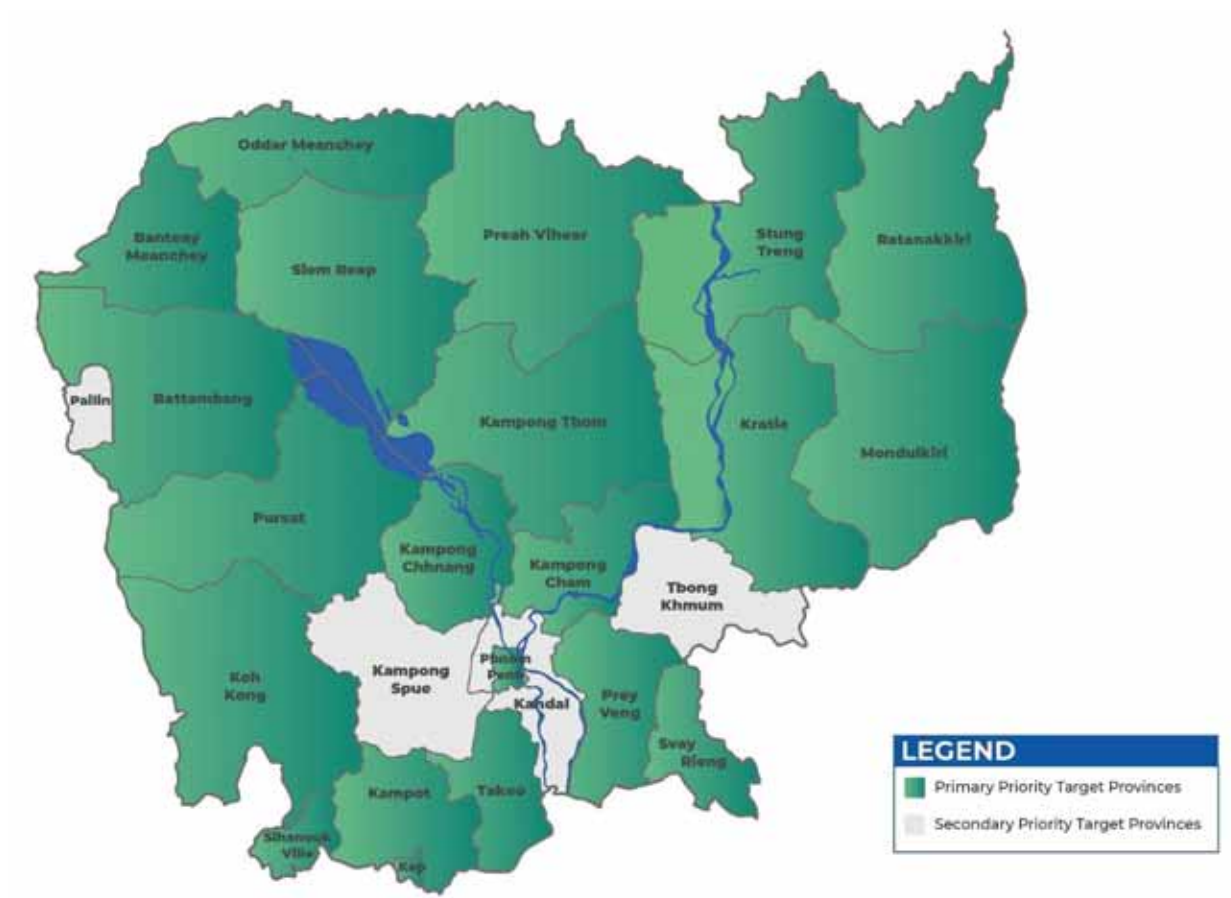 Oddar Meanchey
Banteay
Meanchey
Siem Reap
Preah Vihear
Stung
Treng
Ratanakhiri
Pailin
Battambang
Kampong Thom
Kratie
Mondulkiri
Pursat
Kampong
Chhnang
Kampong
Cham
Tbong
Khmum
Koh
Kong
Kampong
Spue
Phnom
Penh
Kandal
Prey
Veng
Svay
Rieng
Kampot
Takeo
Sihanouk
Ville
Kep
LEGEND
Primary Priority Target Provinces
Secondary Priority Target Provinces